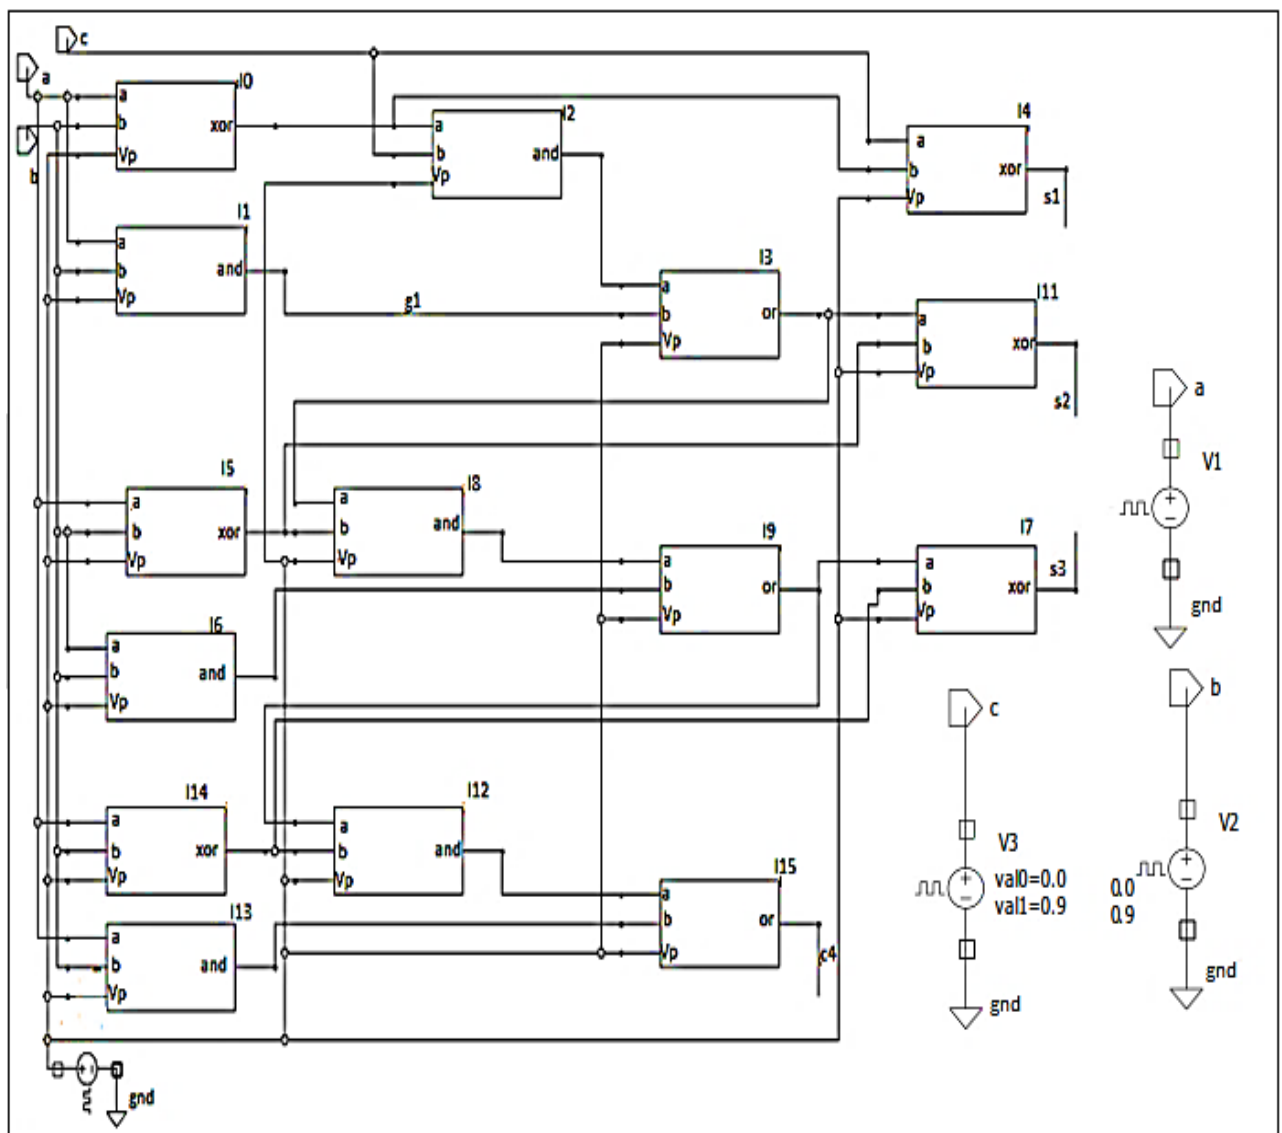 c
a
I0
a
b
xor
Vp
b
I2
a
b
and
Vp
I4
a
b
xor
Vp
s1
I1
a
b
and
Vp
g1
I3
a
b
or
Vp
I11
a
b
xor
Vp
s2
a
V1
gnd
I5
a
b
xor
Vp
I8
a
b
and
Vp
I9
a
b
or
Vp
I7
a
b
xor
Vp
s3
I6
a
b
and
Vp
c
V3
val0=0.0
val1=0.9
gnd
b
V2
0.0
0.9
gnd
I14
a
b
xor
Vp
I12
a
b
and
Vp
I15
a
b
or
Vp
c4
I13
a
b
and
Vp
gnd